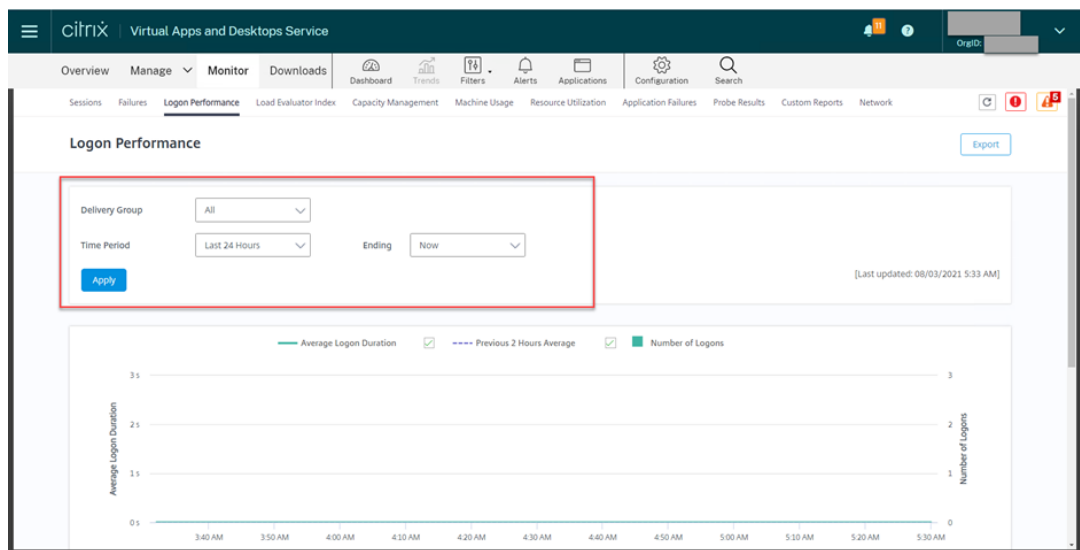 citrix Virtual Apps and Desktops Service 11 ?
OrgID:
Overview Manage Monitor Downloads Dashboard Trends Filters Alerts Applications Configuration Search
Sessions Failures Logon Performance Load Evaluator Index Capacity Management Machine Usage Resource Utilization Application Failures Probe Results Custom Reports Network 5
Logon Performance Export
Delivery Group All
Time Period Last 24 Hours Ending Now
Apply
[Last updated: 08/03/2021 5:33 AM]
Average Logon Duration Previous 2 Hours Average Number of Logons
3 s 3
2 s 2
1 s 1
0 s 0
Average Logon Duration
Number of Logons
3:40 AM 3:50 AM 4:00 AM 4:10 AM 4:20 AM 4:30 AM 4:40 AM 4:50 AM 5:00 AM 5:10 AM 5:20 AM 5:30 AM